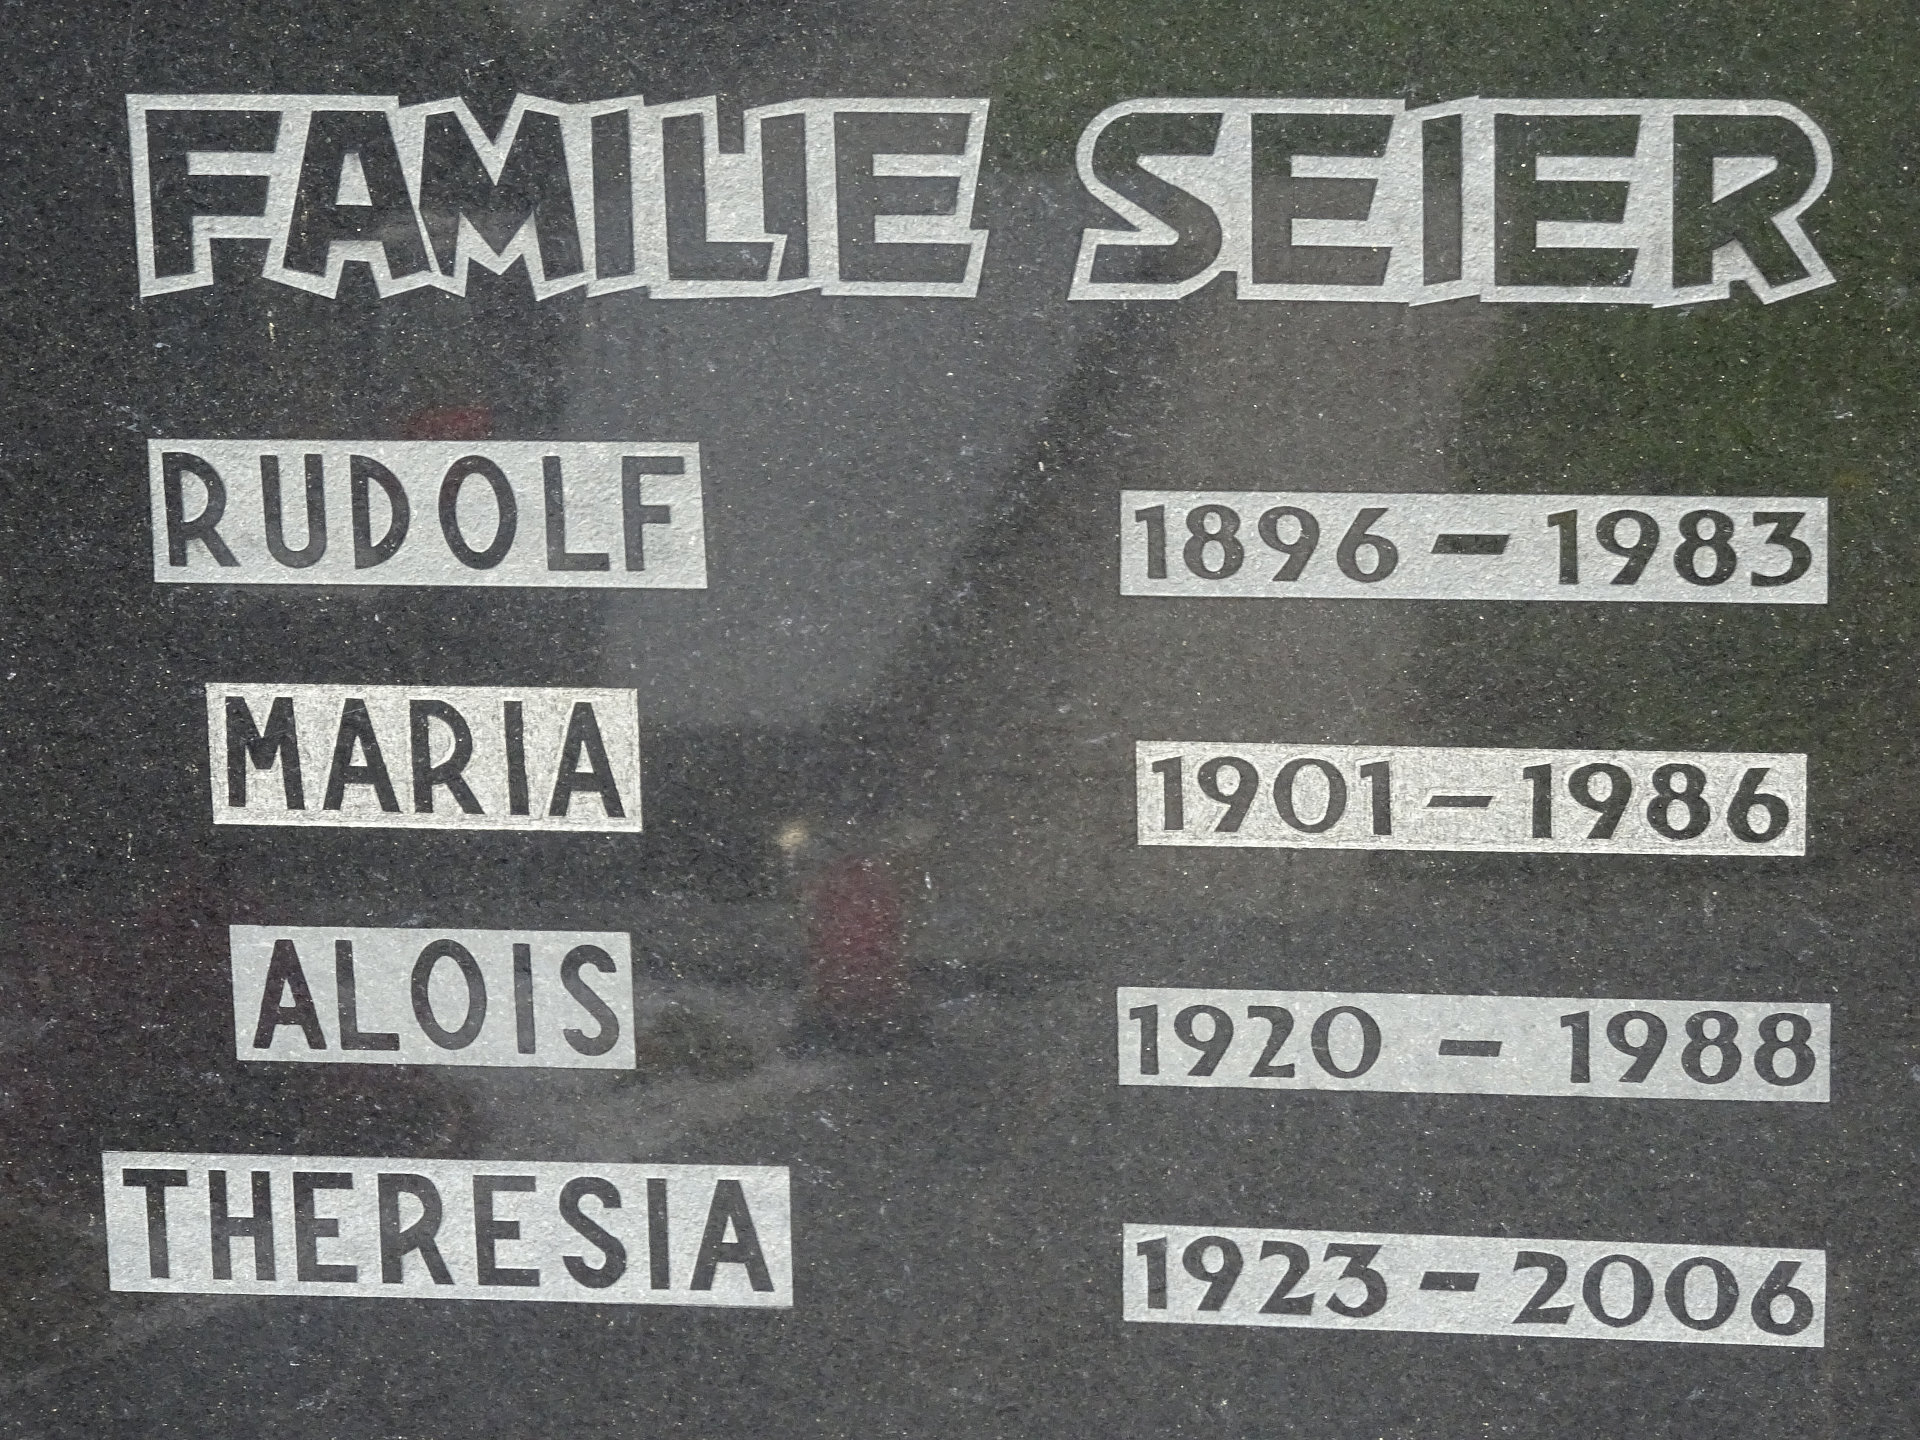 FAMILIE SEIER
RUDOLF 1896 – 1983
MARIA 1901 – 1986
ALOIS 1920 – 1988
THERESIA 1923 – 2006